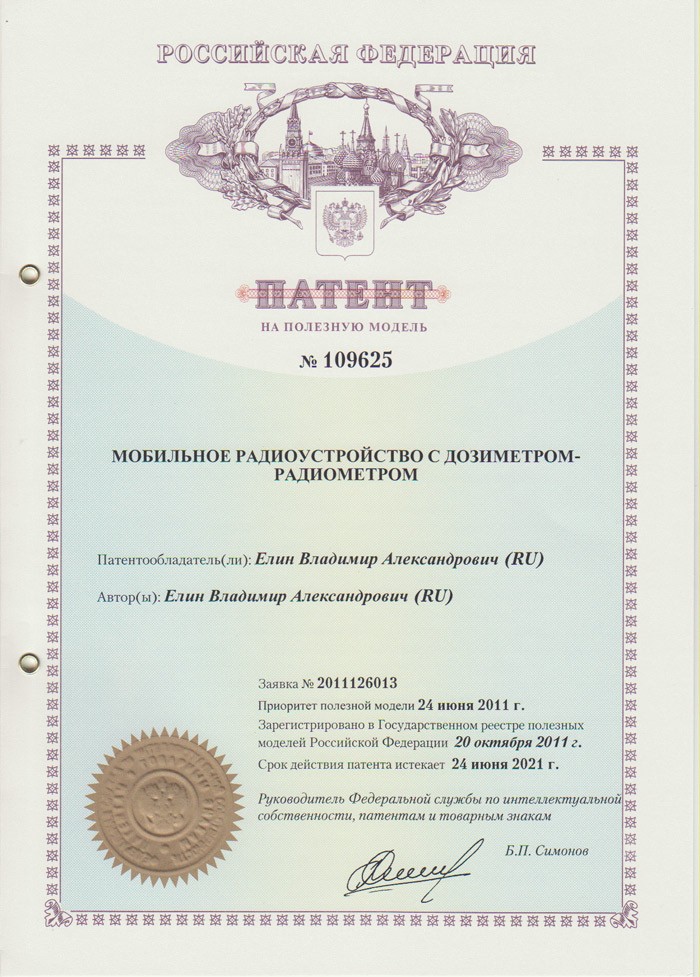 РОССИЙСКАЯ ФЕДЕРАЦИЯ
ПАТЕНТ
НА ПОЛЕЗНУЮ МОДЕЛЬ
№ 109625
МОБИЛЬНОЕ РАДИОУСТРОЙСТВО С ДОЗИМЕТРОМ-
РАДИОМЕТРОМ
Патентообладатель(ли): Елин Владимир Александрович (RU)
Автор(ы): Елин Владимир Александрович (RU)
Заявка № 2011126013
Приоритет полезной модели 24 июня 2011 г.
Зарегистрировано в Государственном реестре полезных
моделей Российской Федерации 20 октября 2011 г.
Срок действия патента истекает 24 июня 2021 г.
Руководитель Федеральной службы по интеллектуальной
собственности, патентам и товарным знакам
Б.П. Симонов